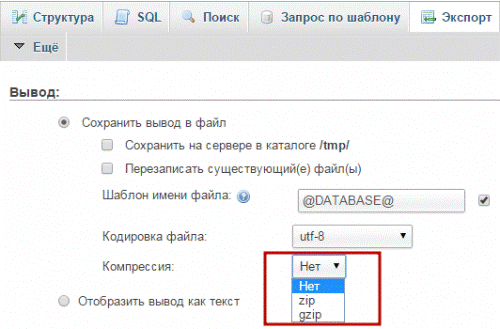 Структура SQL Поиск Запрос по шаблону Экспорт
Ещё
Вывод:
Сохранить вывод в файл
Сохранить на сервере в каталоге /tmp/
Перезаписать существующий(е) файл(ы)
Шаблон имени файла: @DATABASE@
Кодировка файла: utf-8
Компрессия: Нет
Нет
zip
gzip
Отобразить вывод как текст